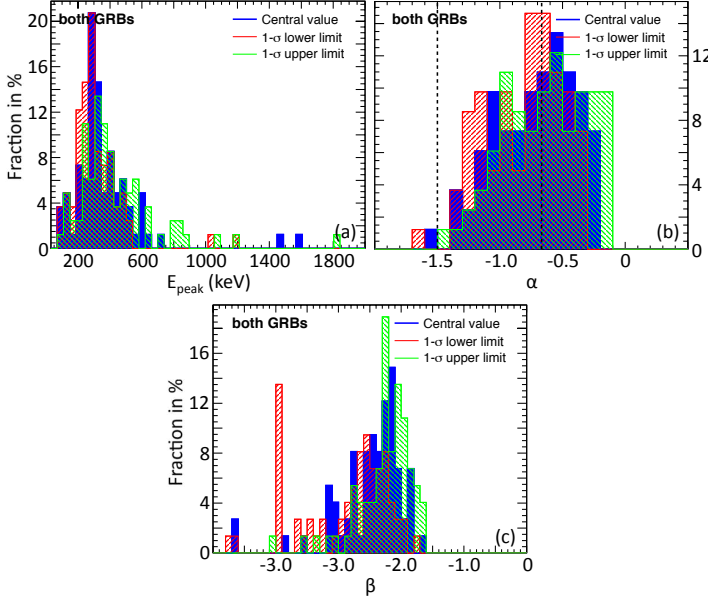 both GRBs
Central value
1-σ lower limit
1-σ upper limit
Fraction in %
20
16
12
8
4
0
200
600
1000
1400
1800
E_peak (keV)
(a)
both GRBs
Central value
1-σ lower limit
1-σ upper limit
12
8
4
0
-1.5
-1.0
-0.5
0
α
(b)
both GRBs
Central value
1-σ lower limit
1-σ upper limit
Fraction in %
16
12
8
4
0
-3.0
-3.0
-2.0
-1.0
0
β
(c)